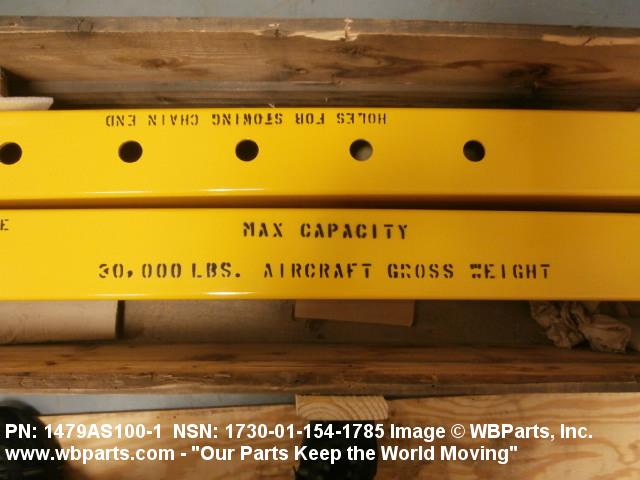 HOLES FOR STOWING CHAIN END
E
MAX CAPACITY
30,000 LBS. AIRCRAFT GROSS WEIGHT
PN: 1479AS100-1 NSN: 1730-01-154-1785 Image © WBParts, Inc.
www.wbparts.com - "Our Parts Keep the World Moving"